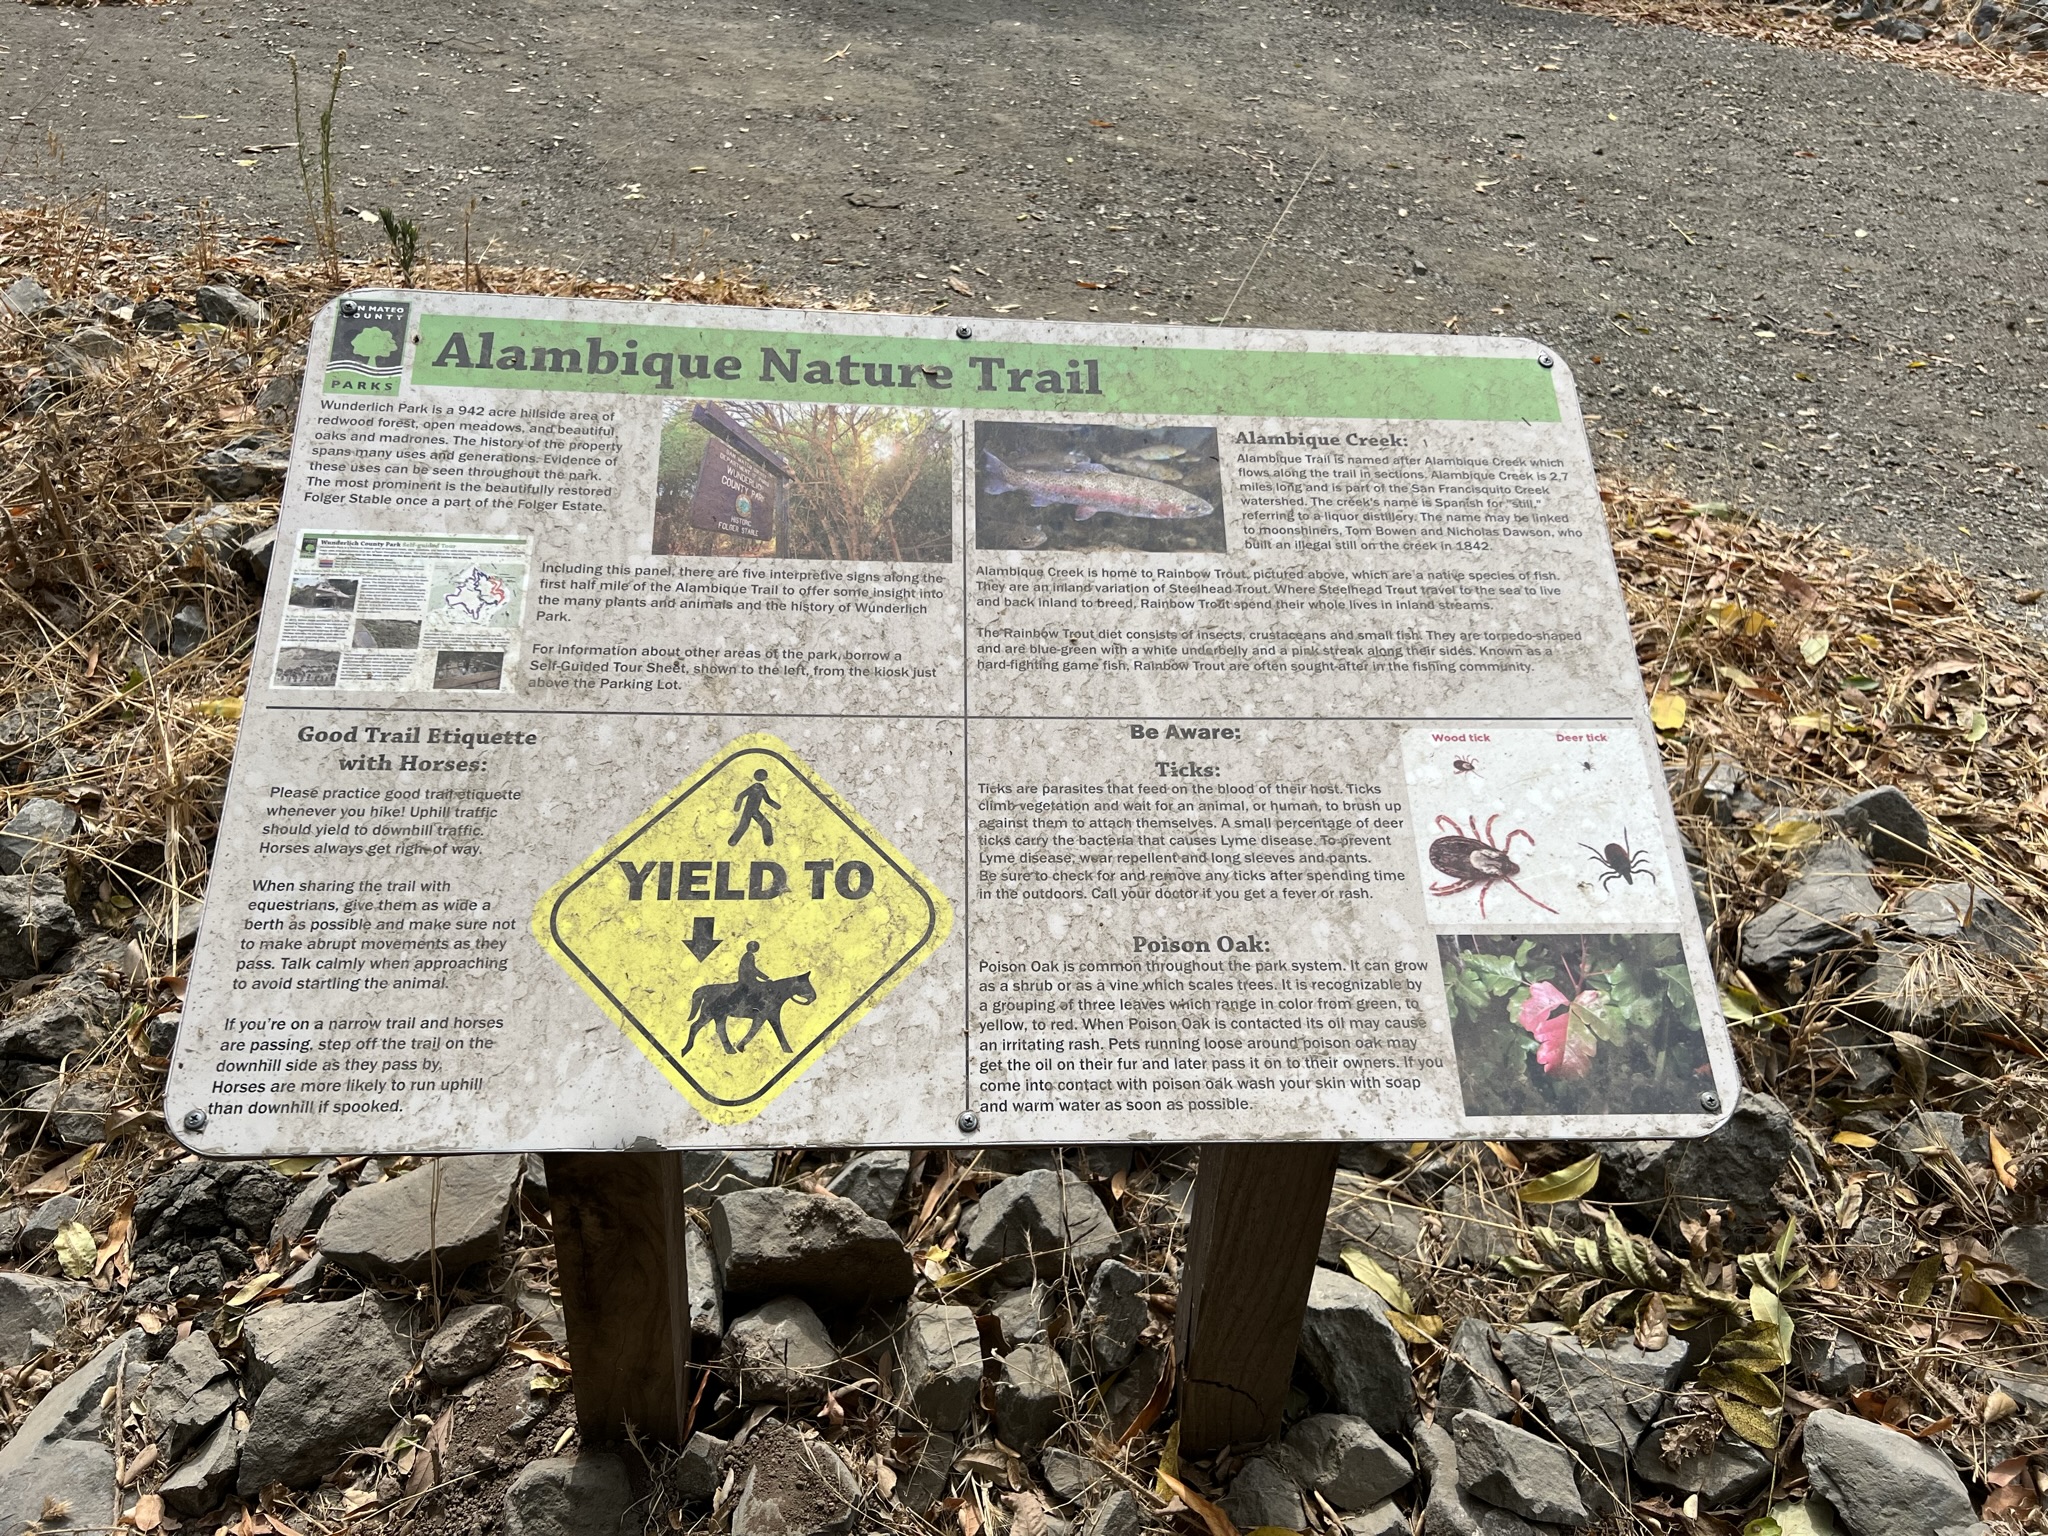 SAN MATEO
COUNTY
PARKS
Alambique Nature Trail
Wunderlich Park is a 942 acre hillside area of
redwood forest, open meadows, and beautiful
oaks and madrones. The history of the property
spans many uses and generations. Evidence of
these uses can be seen throughout the park.
The most prominent is the beautifully restored
Folger Stable once a part of the Folger Estate.
WUNDERLICH
COUNTY PARK
HISTORIC
FOLGER STABLE
Wunderlich County Park Self-guided Tour
Including this panel, there are five interpretive signs along the
first half mile of the Alambique Trail to offer some insight into
the many plants and animals and the history of Wunderlich
Park.
For information about other areas of the park, borrow a
Self-Guided Tour Sheet, shown to the left, from the kiosk just
above the Parking Lot.
Alambique Creek:
Alambique Trail is named after Alambique Creek which
flows along the trail in sections. Alambique Creek is 2.7
miles long and is part of the San Francisquito Creek
watershed. The creek's name is Spanish for "still,"
referring to a liquor distillery. The name may be linked
to moonshiners, Tom Bowen and Nicholas Dawson, who
built an illegal still on the creek in 1842.
Alambique Creek is home to Rainbow Trout, pictured above, which are a native species of fish.
They are an inland variation of Steelhead Trout. Where Steelhead Trout travel to the sea to live
and back inland to breed, Rainbow Trout spend their whole lives in inland streams.
The Rainbow Trout diet consists of insects, crustaceans and small fish. They are torpedo-shaped
and are blue-green with a white underbelly and a pink streak along their sides. Known as a
hard-fighting game fish, Rainbow Trout are often sought-after in the fishing community.
Good Trail Etiquette
with Horses:
Please practice good trail etiquette
whenever you hike! Uphill traffic
should yield to downhill traffic.
Horses always get right of way.
When sharing the trail with
equestrians, give them as wide a
berth as possible and make sure not
to make abrupt movements as they
pass. Talk calmly when approaching
to avoid startling the animal.
If you're on a narrow trail and horses
are passing, step off the trail on the
downhill side as they pass by.
Horses are more likely to run uphill
than downhill if spooked.
YIELD TO
Be Aware:
Ticks:
Ticks are parasites that feed on the blood of their host. Ticks
climb vegetation and wait for an animal, or human, to brush up
against them to attach themselves. A small percentage of deer
ticks carry the bacteria that causes Lyme disease. To prevent
Lyme disease, wear repellent and long sleeves and pants.
Be sure to check for and remove any ticks after spending time
in the outdoors. Call your doctor if you get a fever or rash.
Wood tick
Deer tick
Poison Oak:
Poison Oak is common throughout the park system. It can grow
as a shrub or as a vine which scales trees. It is recognizable by
a grouping of three leaves which range in color from green, to
yellow, to red. When Poison Oak is contacted its oil may cause
an irritating rash. Pets running loose around poison oak may
get the oil on their fur and later pass it on to their owners. If you
come into contact with poison oak wash your skin with soap
and warm water as soon as possible.